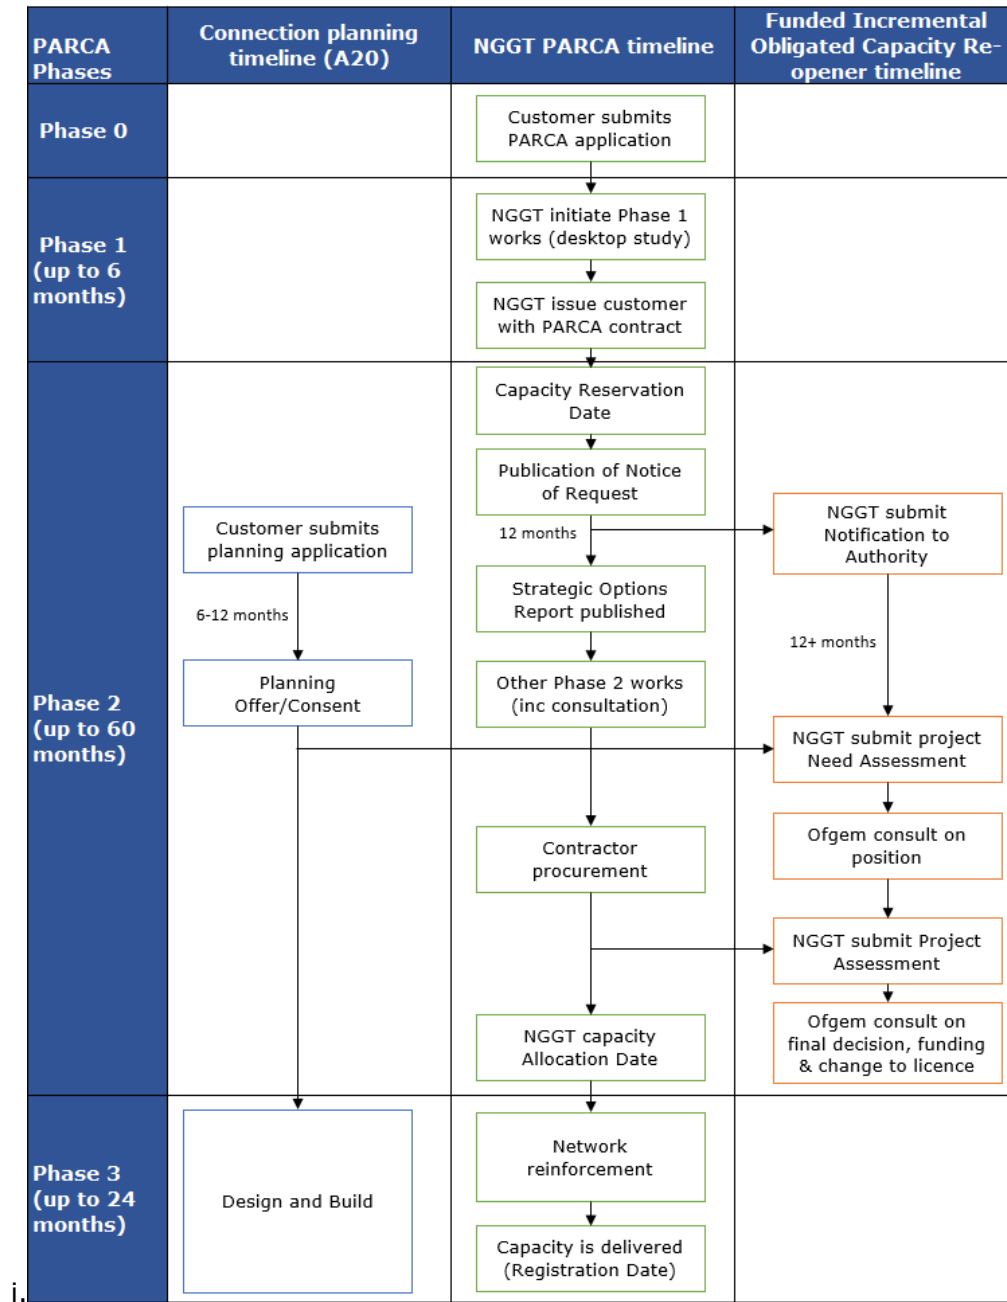 PARCA
Phases
Connection planning
timeline (A20)
NGGT PARCA timeline
Funded Incremental
Obligated Capacity Re-
opener timeline
Phase 0
Customer submits
PARCA application
Phase 1
(up to 6
months)
NGGT initiate Phase 1
works (desktop study)
NGGT issue customer
with PARCA contract
Phase 2
(up to 60
months)
Customer submits
planning application
6-12 months
Planning
Offer/Consent
Capacity Reservation
Date
Publication of Notice
of Request
12 months
Strategic Options
Report published
Other Phase 2 works
(inc consultation)
Contractor
procurement
NGGT capacity
Allocation Date
NGGT submit
Notification to
Authority
12+ months
NGGT submit project
Need Assessment
Ofgem consult on
position
NGGT submit Project
Assessment
Ofgem consult on
final decision, funding
& change to licence
Phase 3
(up to 24
months)
Design and Build
Network
reinforcement
Capacity is delivered
(Registration Date)
i.